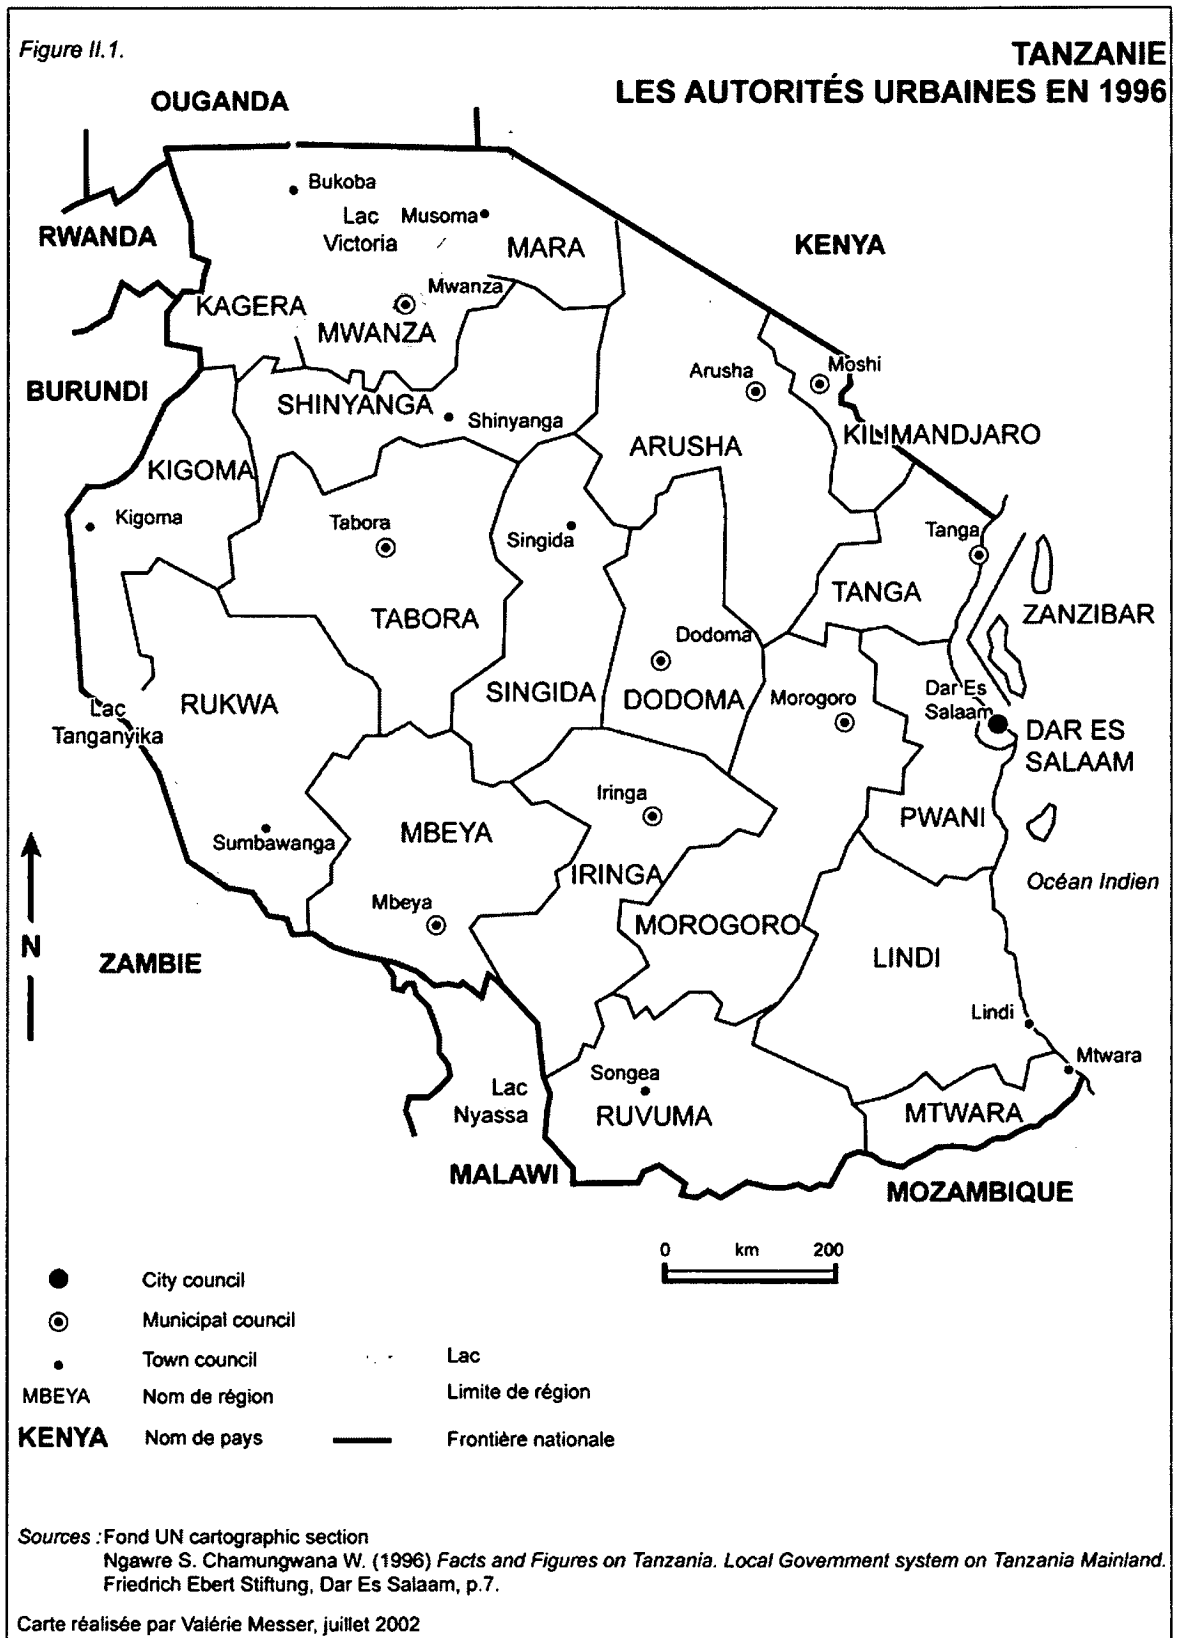 Figure II.1.
TANZANIE
LES AUTORITÉS URBAINES EN 1996
OUGANDA
Bukoba
Lac
Victoria
Musoma
MARA
RWANDA
KENYA
Mwanza
KAGERA
MWANZA
Arusha
Moshi
BURUNDI
SHINYANGA
Shinyanga
KILIMANDJARO
ARUSHA
KIGOMA
Kigoma
Tabora
Singida
Tanga
TANGA
ZANZIBAR
TABORA
Dodoma
RUKWA
SINGIDA
DODOMA
Morogoro
Dar Es
Salaam
Lac
Tanganyika
DAR ES
SALAAM
Iringa
PWANI
Sumbawanga
MBEYA
IRINGA
Océan Indien
Mbeya
MOROGORO
N
ZAMBIE
LINDI
Lindi
Mtwara
Songea
Lac
Nyassa
RUVUMA
MTWARA
MALAWI
MOZAMBIQUE
0 km 200
City council
Municipal council
Town council
Lac
MBEYA Nom de région
Limite de région
KENYA Nom de pays
Frontière nationale
Sources : Fond UN cartographic section
Ngawre S. Chamungwana W. (1996) Facts and Figures on Tanzania. Local Government system on Tanzania Mainland.
Friedrich Ebert Stiftung, Dar Es Salaam, p.7.
Carte réalisée par Valérie Messer, juillet 2002